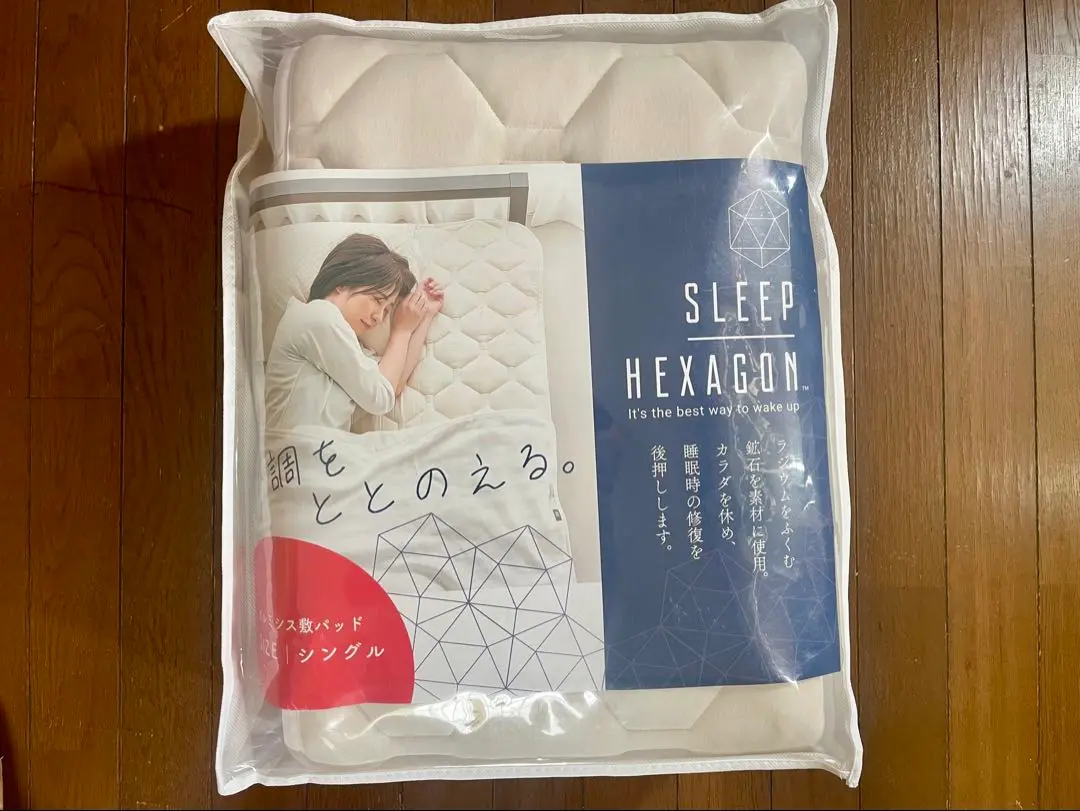 SLEEP
HEXAGON™
It's the best way to wake up
ラジウムをふくむ
鉱石を素材に使用。
カラダを休め、
睡眠時の修復を
後押しします。
調を
ととのえる。
シス敷パッド
シングル